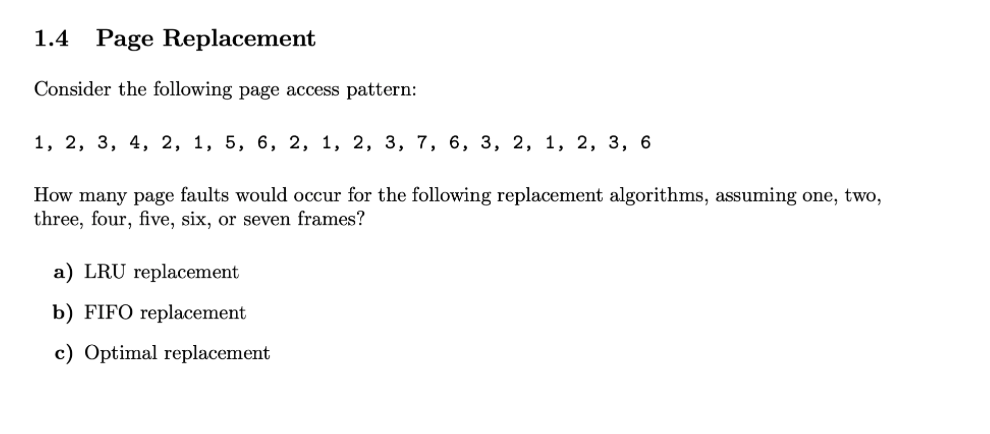 1.4 Page Replacement
Consider the following page access pattern:
1, 2, 3, 4, 2, 1, 5, 6, 2, 1, 2, 3, 7, 6, 3, 2, 1, 2, 3, 6
How many page faults would occur for the following replacement algorithms, assuming one, two,
three, four, five, six, or seven frames?
a) LRU replacement
b) FIFO replacement
c) Optimal replacement